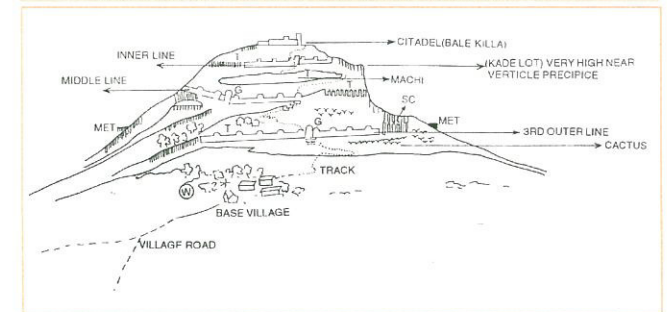 CITADEL(BALE KILLA)
INNER LINE
(KADE LOT) VERY HIGH NEAR
VERTICLE PRECIPICE
T
T
MIDDLE LINE
MACHI
G
SC
MET
MET
T
G
T
3RD OUTER LINE
CACTUS
TRACK
W
BASE VILLAGE
VILLAGF ROAD